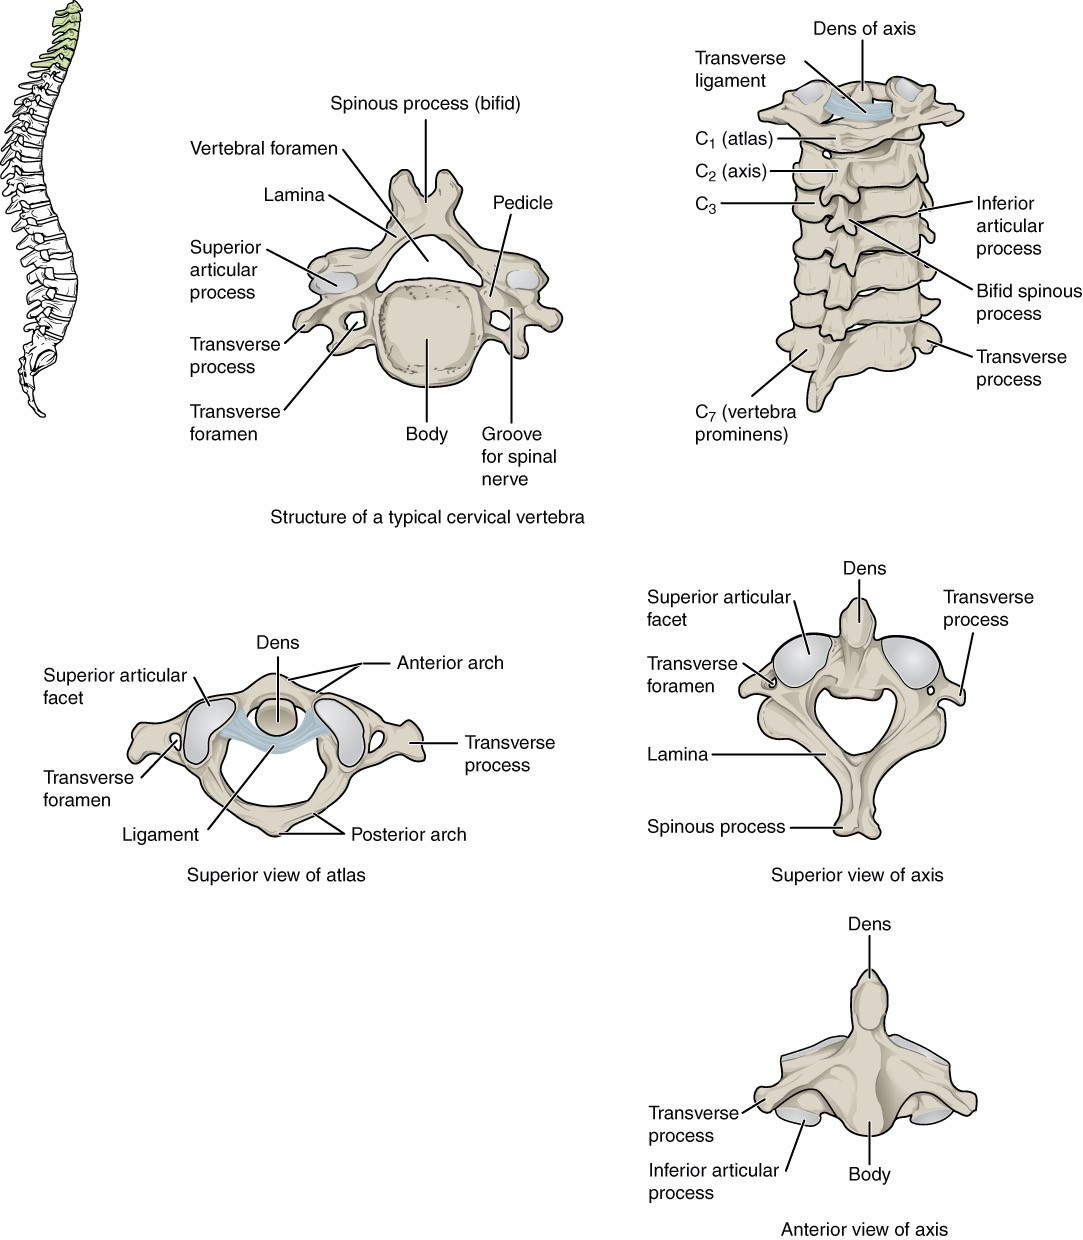 Spinous process (bifid)
Vertebral foramen
Lamina
Pedicle
Superior
articular
process
Transverse
process
Transverse
foramen
Body
Groove
for spinal
nerve
Structure of a typical cervical vertebra
Dens of axis
Transverse
ligament
C₁ (atlas)
C₂ (axis)
C₃
Inferior
articular
process
Bifid spinous
process
Transverse
process
C₇ (vertebra
prominens)
Dens
Anterior arch
Superior articular
facet
Transverse
process
Transverse
foramen
Ligament
Posterior arch
Superior view of atlas
Dens
Superior articular
facet
Transverse
process
Transverse
foramen
Lamina
Spinous process
Superior view of axis
Dens
Transverse
process
Inferior articular
process
Body
Anterior view of axis